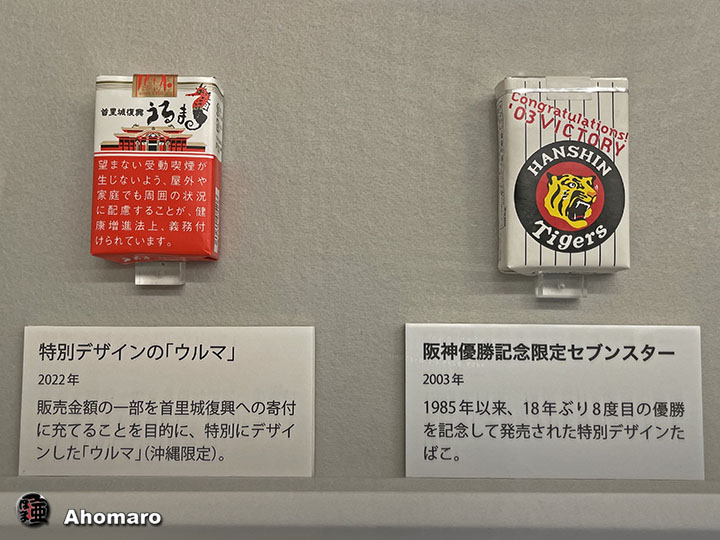 首里城復興
うるま
望まない受動喫煙が
生じないよう、屋外や
家庭でも周囲の状況
に配慮することが、健
康増進法上、義務付
けられています。
Congratulations!
'03 VICTORY
HANSHIN
Tigers
特別デザインの「ウルマ」
2022年
販売金額の一部を首里城復興への寄付
に充てることを目的に、特別にデザイ
ンした「ウルマ」（沖縄限定）。
阪神優勝記念限定セブンスター
2003年
1985年以来、18年ぶり8度目の優勝
を記念して発売された特別デザインた
ばこ。
Ahomaro